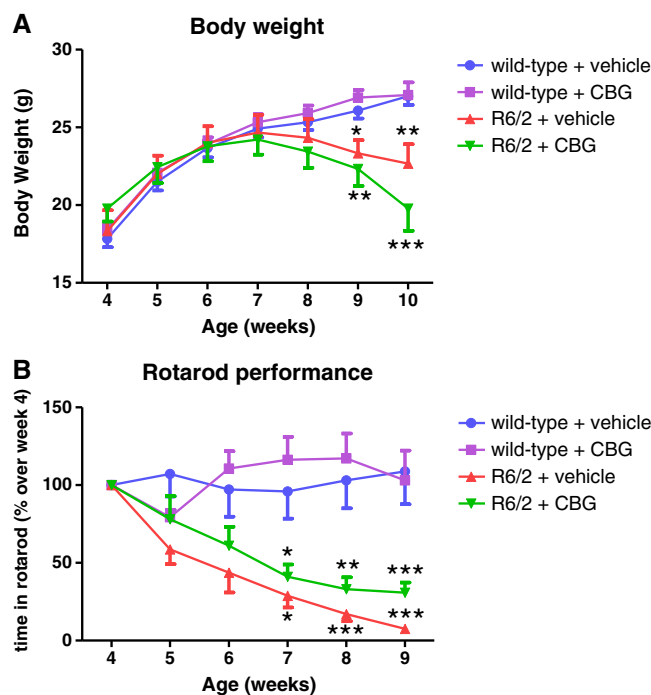 A
Body weight
Body Weight (g)
30
25
20
15
* **
**
***
4 5 6 7 8 9 10
Age (weeks)
wild-type + vehicle
wild-type + CBG
R6/2 + vehicle
R6/2 + CBG
B
Rotarod performance
time in rotarod (% over week 4)
150
100
50
0
* ** ***
* *** ***
4 5 6 7 8 9
Age (weeks)
wild-type + vehicle
wild-type + CBG
R6/2 + vehicle
R6/2 + CBG